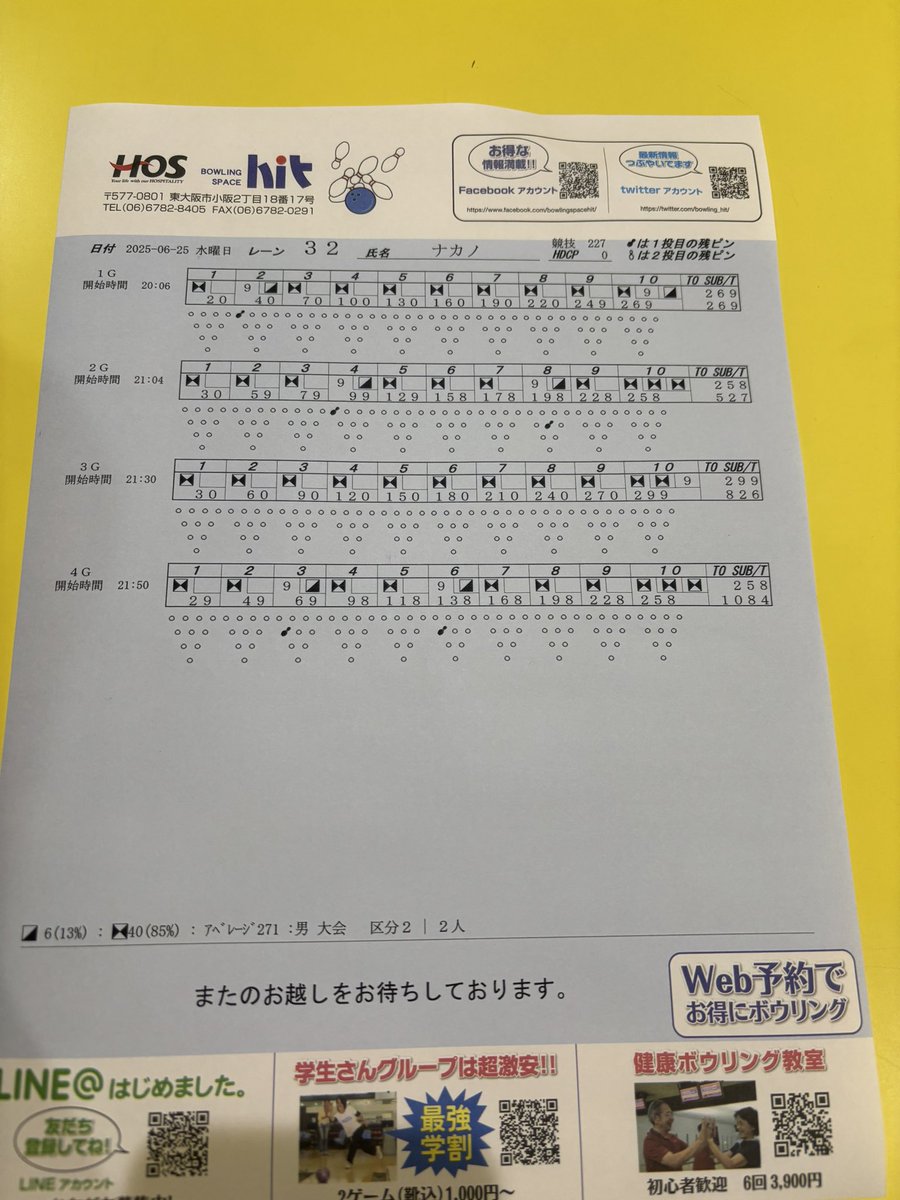 HOS
Your life with our HOSPITALITY
BOWLING SPACE hit
〒577-0801 東大阪市小阪2丁目18番17号
TEL(06)6782-8405 FAX(06)6782-0291
お得な
情報満載!!
Facebook アカウント
https://www.facebook.com/bowlingspacehit/
最新情報
つぶやいてます
twitter アカウント
https://twitter.com/bowling_hit/
日付 2025-06-25 水曜日 レーン 32 氏名 ナカノ 競技 227 は1投目の残ピン
HDCP 0 は2投目の残ピン
1G
開始時間 20:06
1 2 3 4 5 6 7 8 9 10 TO SUB/T
9 9 269
20 40 70 100 130 160 190 220 249 269 269
2G
開始時間 21:04
1 2 3 4 5 6 7 8 9 10 TO SUB/T
9 9 258
30 59 79 99 129 158 178 198 228 258 527
3G
開始時間 21:30
1 2 3 4 5 6 7 8 9 10 TO SUB/T
9 299
30 60 90 120 150 180 210 240 270 299 826
4G
開始時間 21:50
1 2 3 4 5 6 7 8 9 10 TO SUB/T
9 9 258
29 49 69 98 118 138 168 198 228 258 1084
6(13%) : 40(85%) : ｱﾍﾞﾚｰｼﾞ271 :男 大会 区分2 | 2人
またのお越しをお待ちしております。
Web予約で
お得にボウリング
LINE@はじめました。
友だち
登録してね!
LINE アカウント
学生さんグループは超激安!!
最強
学割
2ゲーム(靴込)1,000円〜
健康ボウリング教室
初心者歓迎 6回3,900円